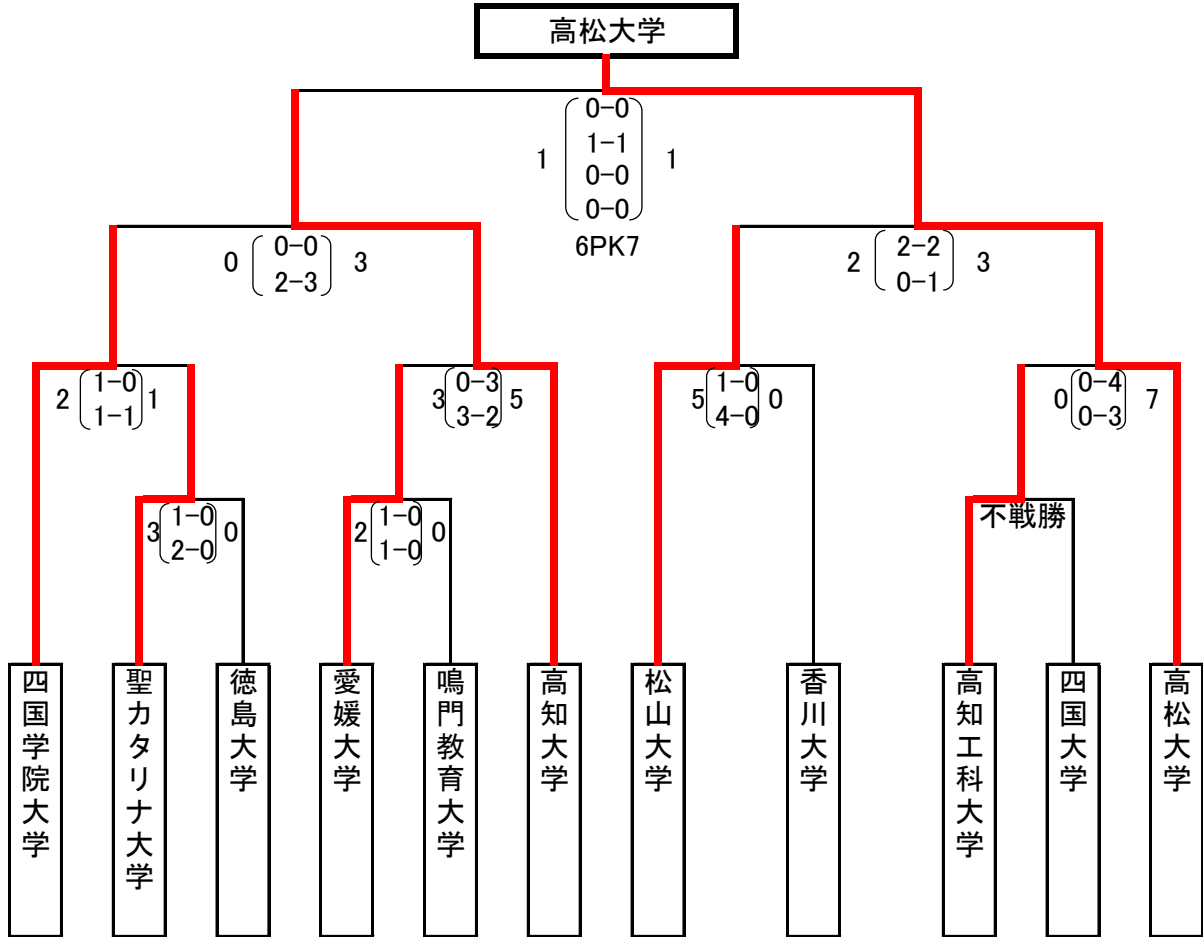 高松大学
0-0
1-1
1 1
0-0
0-0
6PK7
0-0
0 3
2-3
2-2
2 3
0-1
1-0
2 1
1-1
0-3
3 5
3-2
1-0
5 0
4-0
0-4
0 7
0-3
1-0
3 0
2-0
1-0
2 0
1-0
不戦勝
四国学院大学
聖カタリナ大学
徳島大学
愛媛大学
鳴門教育大学
高知大学
松山大学
香川大学
高知工科大学
四国大学
高松大学